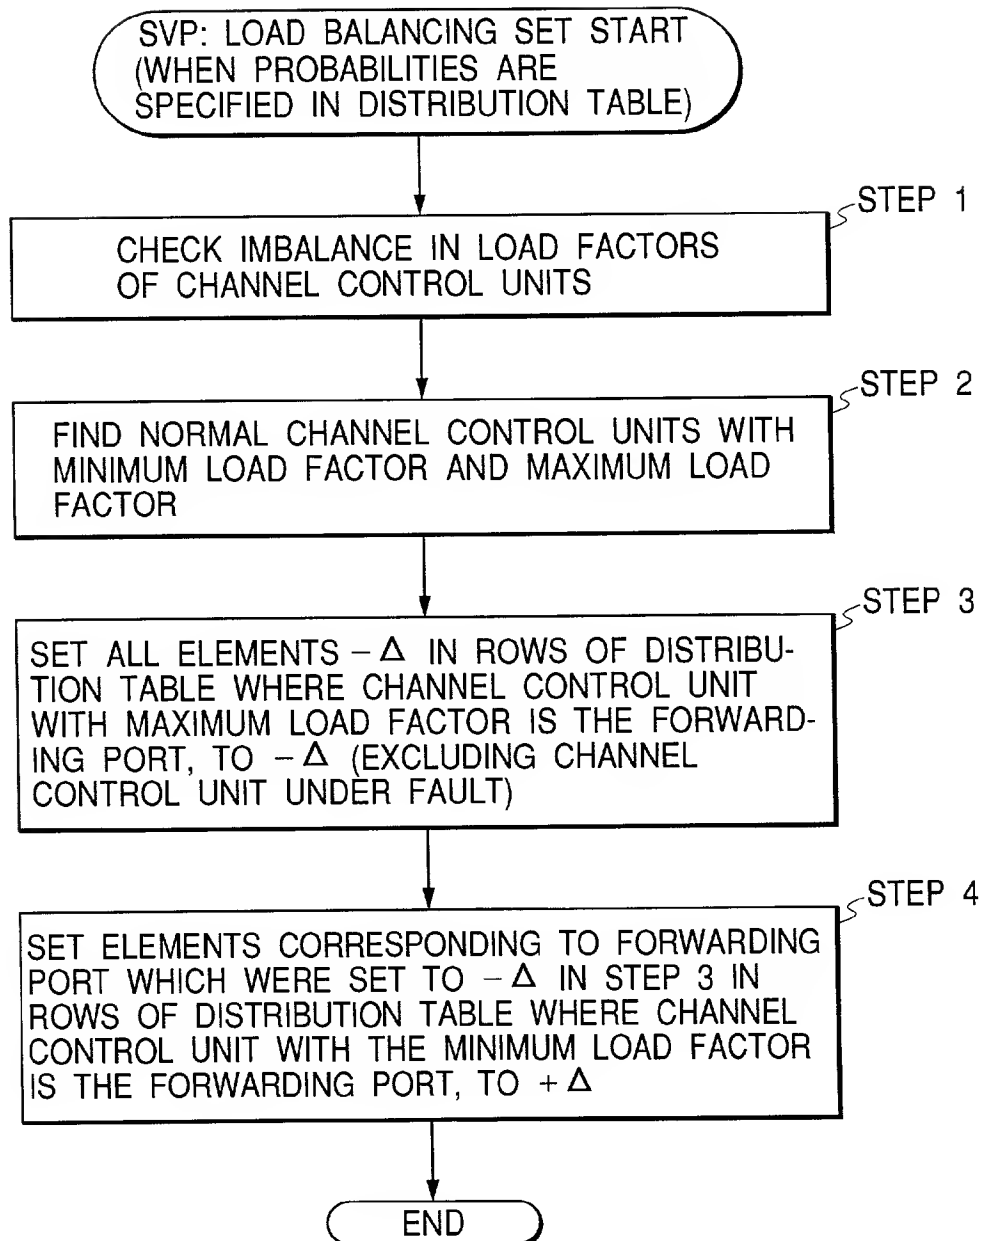 SVP: LOAD BALANCING SET START
(WHEN PROBABILITIES ARE
SPECIFIED IN DISTRIBUTION TABLE)
STEP 1
CHECK IMBALANCE IN LOAD FACTORS
OF CHANNEL CONTROL UNITS
STEP 2
FIND NORMAL CHANNEL CONTROL UNITS WITH
MINIMUM LOAD FACTOR AND MAXIMUM LOAD
FACTOR
STEP 3
SET ALL ELEMENTS -Δ IN ROWS OF DISTRIBU-
TION TABLE WHERE CHANNEL CONTROL UNIT
WITH MAXIMUM LOAD FACTOR IS THE FORWARD-
ING PORT, TO -Δ (EXCLUDING CHANNEL
CONTROL UNIT UNDER FAULT)
STEP 4
SET ELEMENTS CORRESPONDING TO FORWARDING
PORT WHICH WERE SET TO -Δ IN STEP 3 IN
ROWS OF DISTRIBUTION TABLE WHERE CHANNEL
CONTROL UNIT WITH THE MINIMUM LOAD FACTOR
IS THE FORWARDING PORT, TO +Δ
END